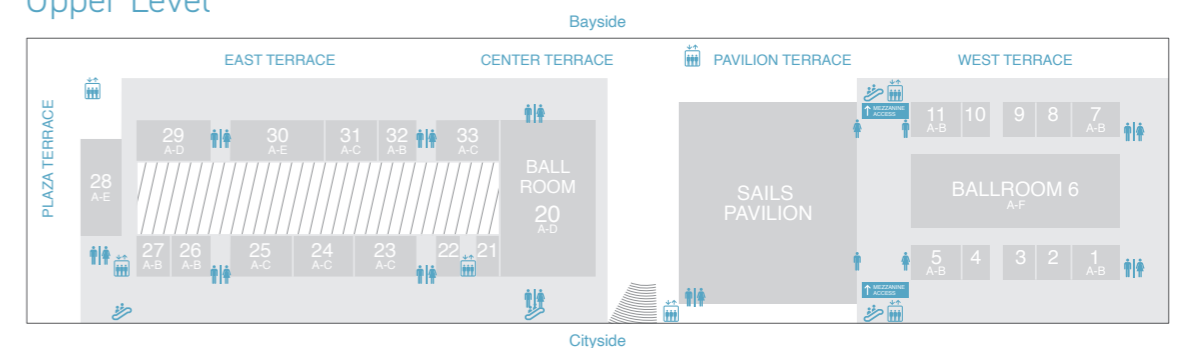 Upper Level
Bayside
EAST TERRACE
CENTER TERRACE
PAVILION TERRACE
WEST TERRACE
PLAZA TERRACE
MEZZANINE
ACCESS
29
A-D
30
A-E
31
A-C
32
A-B
33
A-C
BALL
ROOM
20
A-D
28
A-E
27
A-B
26
A-B
25
A-C
24
A-C
23
A-C
22
21
SAILS
PAVILION
11
A-B
10
9
8
7
A-B
BALLROOM 6
A-F
5
A-B
4
3
2
1
A-B
MEZZANINE
ACCESS
Cityside